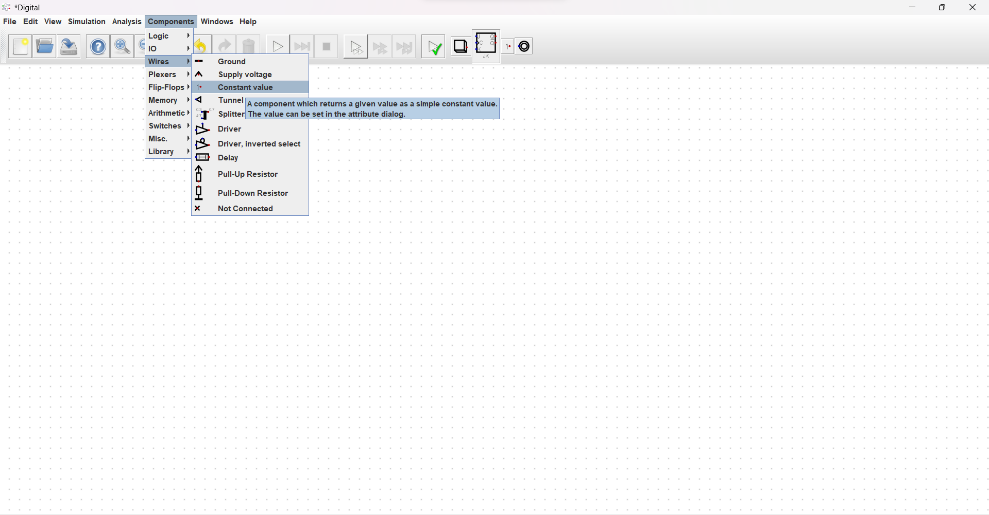 *Digital
File Edit View Simulation Analysis Components Windows Help
Logic
IO
Wires
Plexers
Flip-Flops
Memory
Arithmetic
Switches
Misc.
Library
Ground
Supply voltage
Constant value
Tunnel
Splitter
Driver
Driver, inverted select
Delay
Pull-Up Resistor
Pull-Down Resistor
Not Connected
A component which returns a given value as a simple constant value.
The value can be set in the attribute dialog.